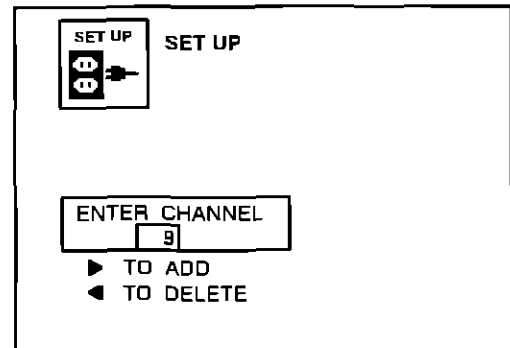 SET UP
SET UP
ENTER CHANNEL
9
▶ TO ADD
◀ TO DELETE